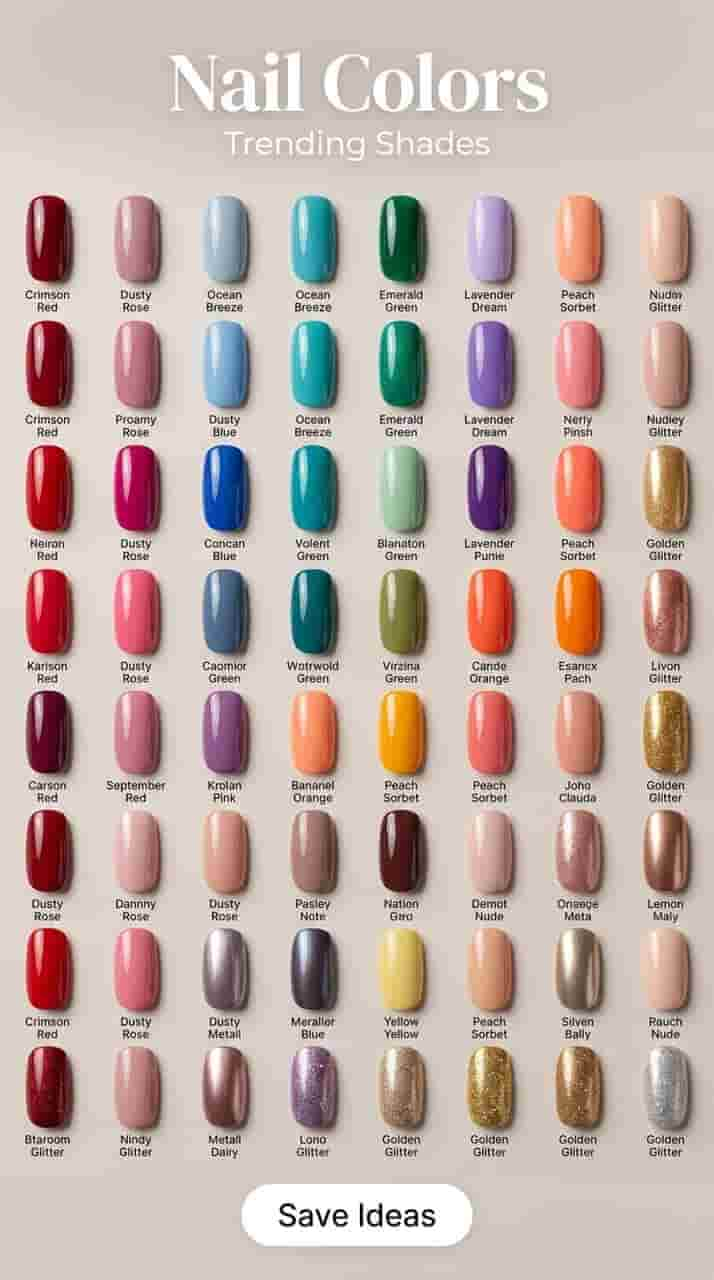 Nail Colors
Trending Shades
Crimson Dusty Ocean Ocean Emerald Lavender Peach Nude
Red Rose Breeze Breeze Green Dream Sorbet Glitter
Crimson Proamy Dusty Ocean Emerald Lavender Nerly Nudley
Red Rose Blue Breeze Green Dream Pinsh Glitter
Neiron Dusty Concan Volent Blanaton Lavender Peach Golden
Red Rose Blue Green Green Punie Sorbet Glitter
Karison Dusty Caomior Wotrwold Virzina Cande Esancx Livon
Red Rose Green Green Green Orange Pach Glitter
Carson September Krolan Bananel Peach Peach Joho Golden
Red Red Pink Orange Sorbet Sorbet Clauda Glitter
Dusty Dannny Dusty Pasley Nation Demot Lemon
Rose Rose Rose Note Nude Meta Maly
Crimson Dusty Dusty Meraller Yellow Peach Silven Rauch
Red Rose Metall Blue Yellow Sorbet Bally Nude
Btaroom Nindy Metall Lono Golden Golden Golden Golden
Glitter Glitter Dairy Glitter Glitter Glitter Glitter Glitter
Save Ideas